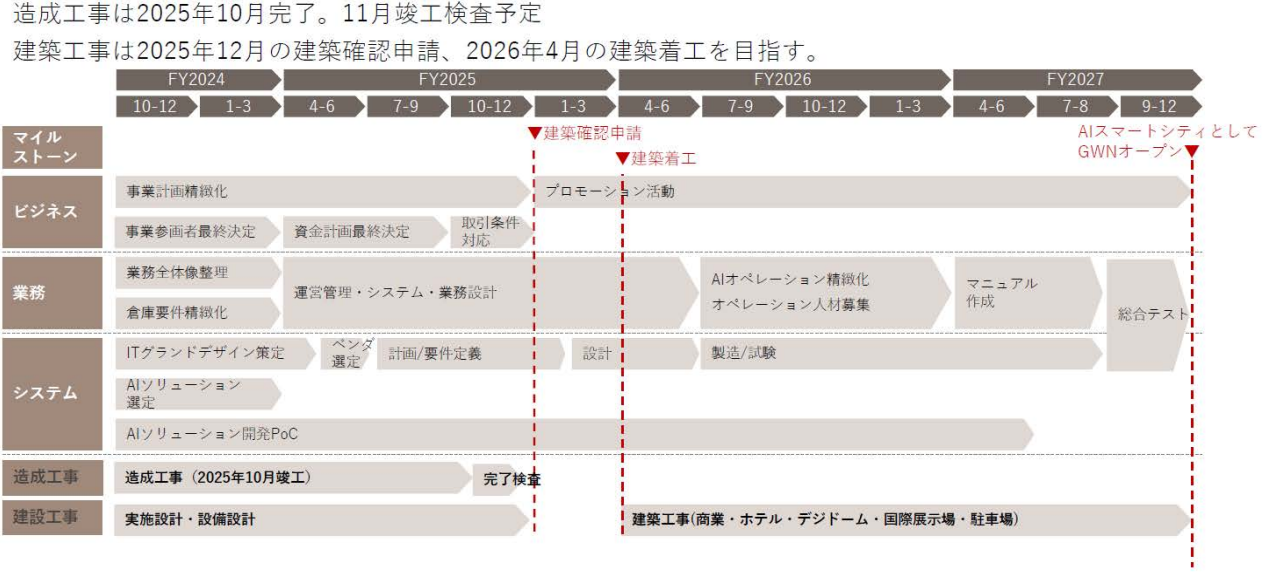 造成工事は2025年10月完了。11月竣工検査予定
建築工事は2025年12月の建築確認申請、2026年4月の建築着工を目指す。
FY2024 FY2025 FY2026 FY2027
10-12 1-3 4-6 7-9 10-12 1-3 4-6 7-9 10-12 1-3 4-6 7-8 9-12
マイル
ストーン
▼建築確認申請
▼建築着工
AIスマートシティとして
GWNオープン▼
ビジネス
事業計画精緻化
プロモーション活動
事業参画者最終決定
資金計画最終決定
取引条件
対応
業務
業務全体像整理
倉庫要件精緻化
運営管理・システム・業務設計
AIオペレーション精緻化
オペレーション人材募集
マニュアル
作成
総合テスト
システム
ITグランドデザイン策定
ベンダ
選定
計画/要件定義
設計
製造/試験
AIソリューション
選定
AIソリューション開発PoC
造成工事
造成工事（2025年10月竣工）
完了検査
建設工事
実施設計・設備設計
建築工事(商業・ホテル・デジドーム・国際展示場・駐車場)